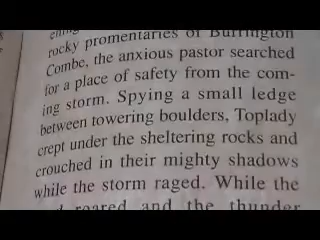 rocky promentaries of Burrington
Combe, the anxious pastor searched
for a place of safety from the com-
ing storm. Spying a small ledge
between towering boulders, Toplady
crept under the sheltering rocks and
crouched in their mighty shadows
while the storm raged. While the
roared and the thunder